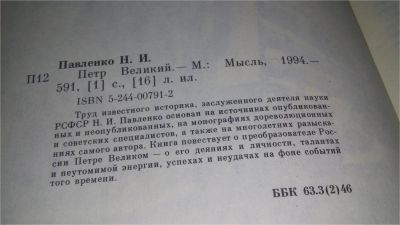 Павленко Н. И.
П12 Петр Великий.— М.: Мысль, 1994.—
591, [1] с., [16] л. ил.
ISBN 5-244-00791-2
Труд известного историка, заслуженного деятеля науки
РСФСР Н. И. Павленко основан на источниках опубликован-
ных и неопубликованных, на монографиях дореволюционных
и советских специалистов, а также на многолетних разыска-
ниях самого автора. Книга повествует о преобразователе Рос-
сии Петре Великом — о его деяниях и личности, талантах
и неутомимой энергии, успехах и неудачах на фоне событий
того времени.
ББК 63.3(2)46